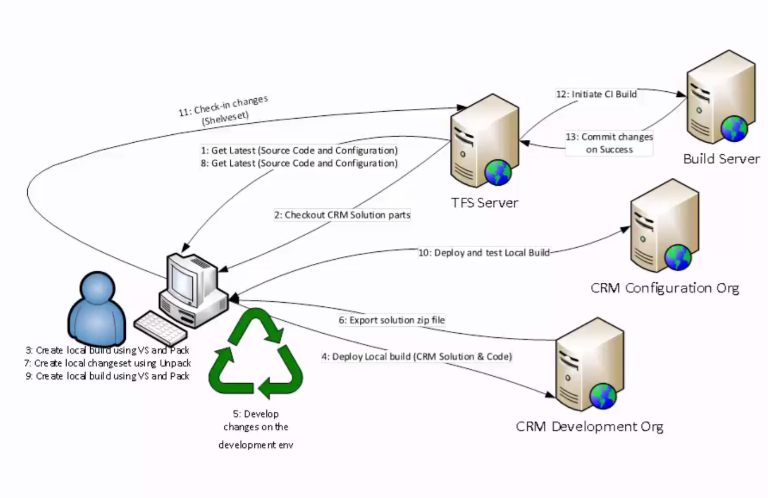 11: Check-in changes
(Shelveset)
12: Initiate CI Build
13: Commit changes
on Success
Build Server
1: Get Latest (Source Code and Configuration)
8: Get Latest (Source Code and Configuration)
TFS Server
2: Checkout CRM Solution parts
10: Deploy and test Local Build
CRM Configuration Org
6: Export solution zip file
4: Deploy Local build (CRM Solution & Code)
3: Create local build using VS and Pack
7: Create local changeset using Unpack
9: Create local build using VS and Pack
5: Develop
changes on the
development env
CRM Development Org